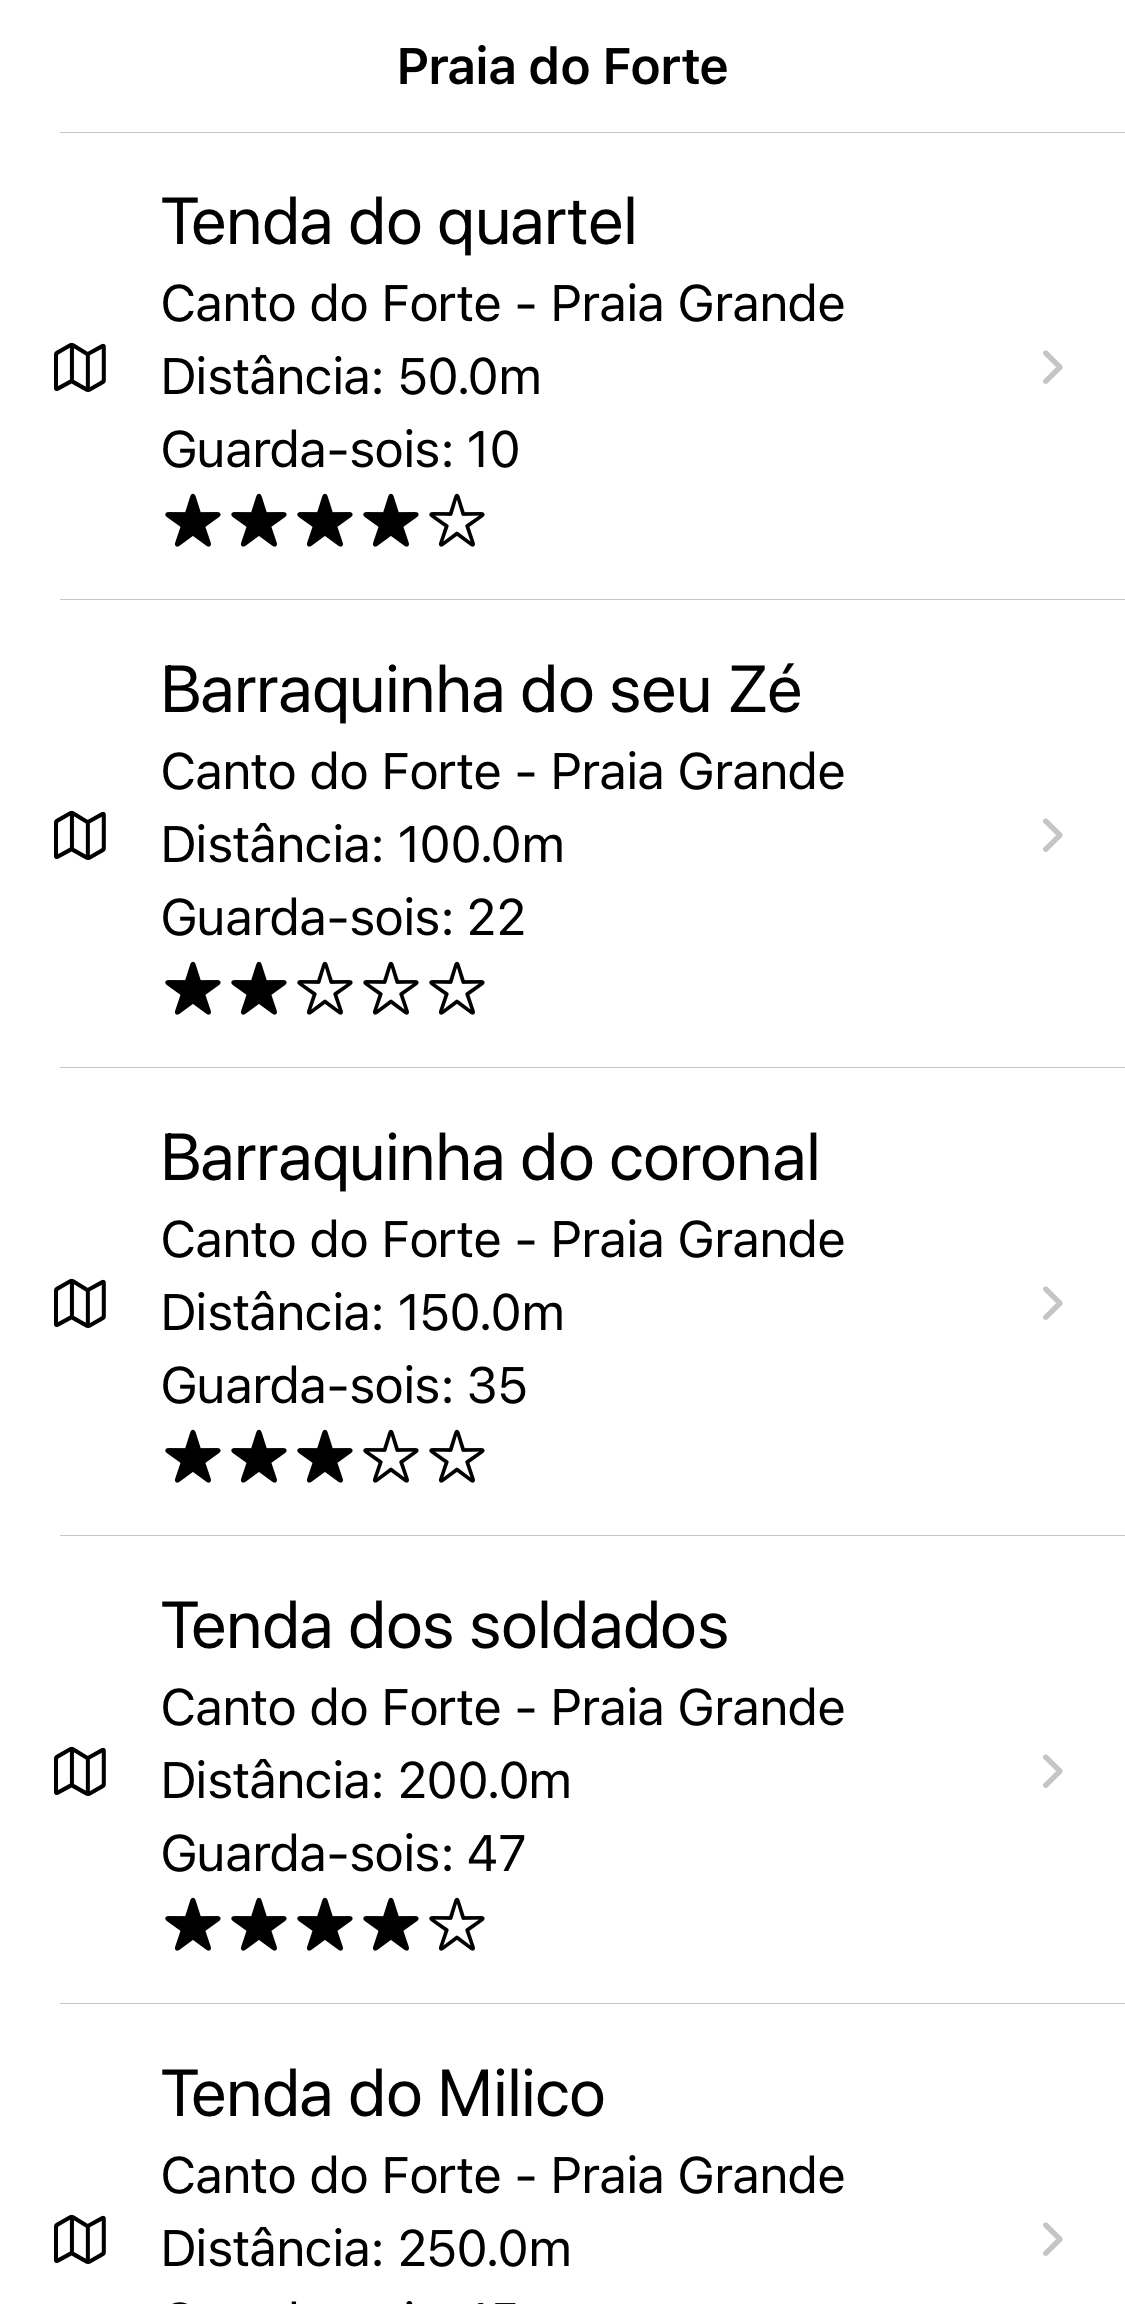 Praia do Forte
Tenda do quartel
Canto do Forte - Praia Grande
Distância: 50.0m
Guarda-sois: 10
Barraquinha do seu Zé
Canto do Forte - Praia Grande
Distância: 100.0m
Guarda-sois: 22
Barraquinha do coronal
Canto do Forte - Praia Grande
Distância: 150.0m
Guarda-sois: 35
Tenda dos soldados
Canto do Forte - Praia Grande
Distância: 200.0m
Guarda-sois: 47
Tenda do Milico
Canto do Forte - Praia Grande
Distância: 250.0m